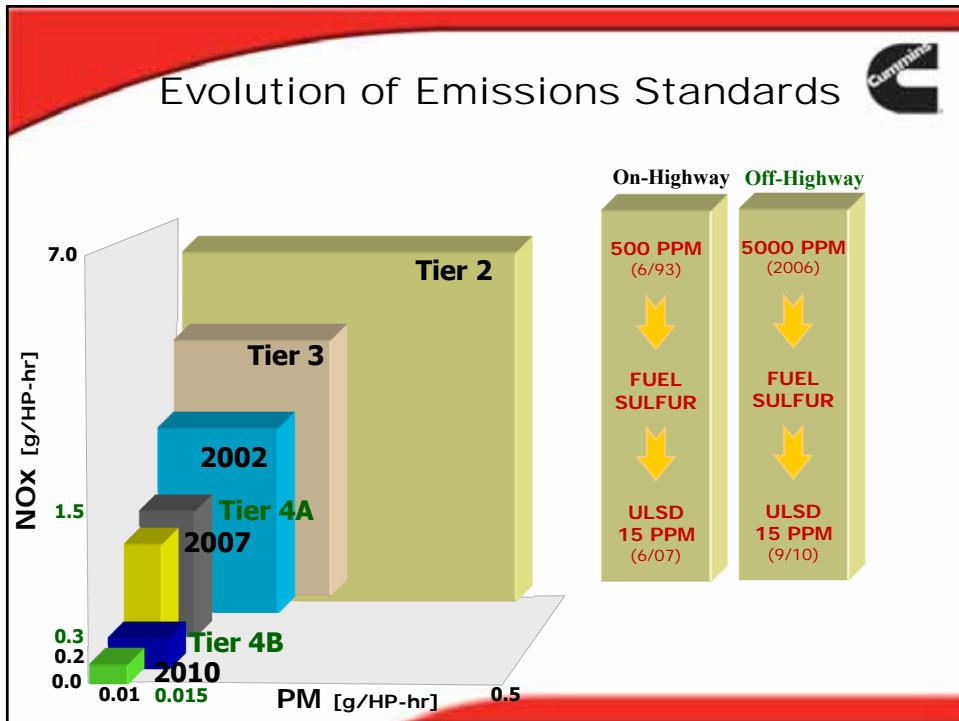 Evolution of Emissions Standards
Cummins
On-Highway
Off-Highway
500 PPM
(6/93)
FUEL
SULFUR
ULSD
15 PPM
(6/07)
5000 PPM
(2006)
FUEL
SULFUR
ULSD
15 PPM
(9/10)
NOx [g/HP-hr]
7.0
1.5
0.3
0.2
0.0
Tier 2
Tier 3
2002
Tier 4A
2007
Tier 4B
2010
0.01
0.015
PM [g/HP-hr]
0.5